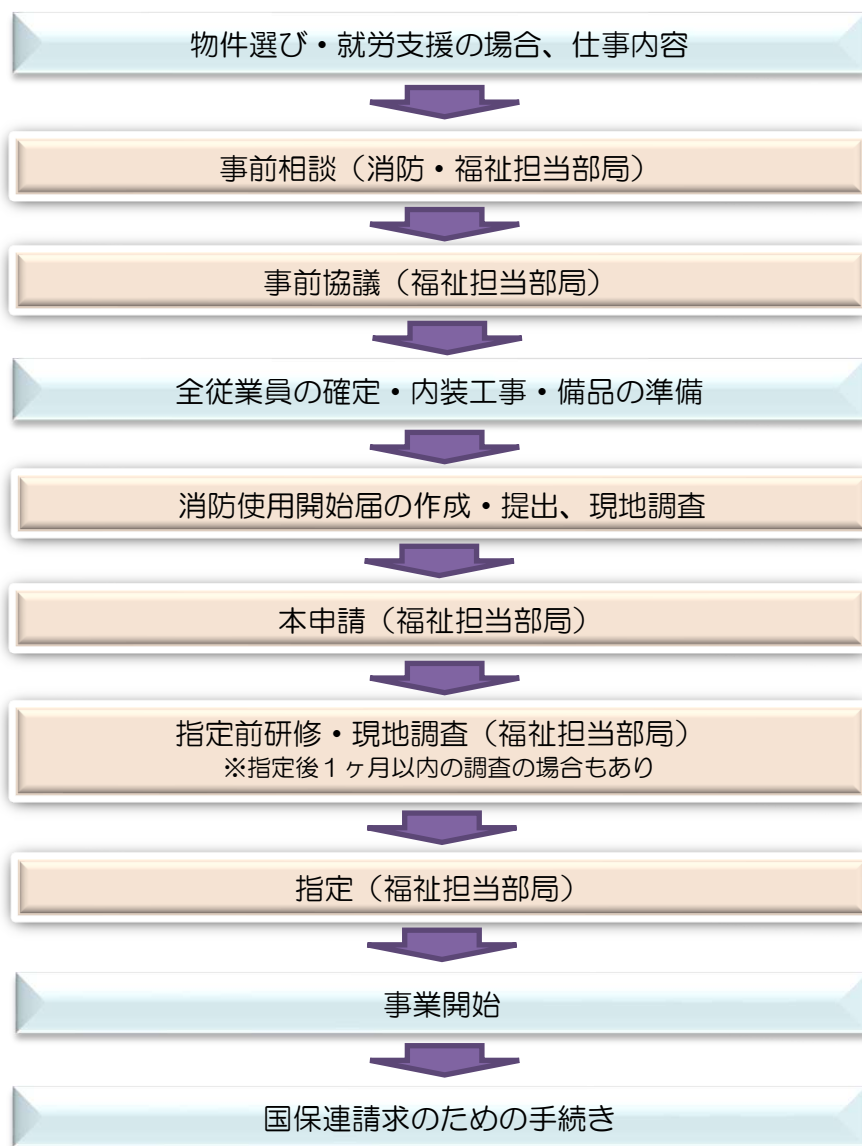 物件選び・就労支援の場合、仕事内容
事前相談（消防・福祉担当部局）
事前協議（福祉担当部局）
全従業員の確定・内装工事・備品の準備
消防使用開始届の作成・提出、現地調査
本申請（福祉担当部局）
指定前研修・現地調査（福祉担当部局）
※指定後１ヶ月以内の調査の場合もあり
指定（福祉担当部局）
事業開始
国保連請求のための手続き